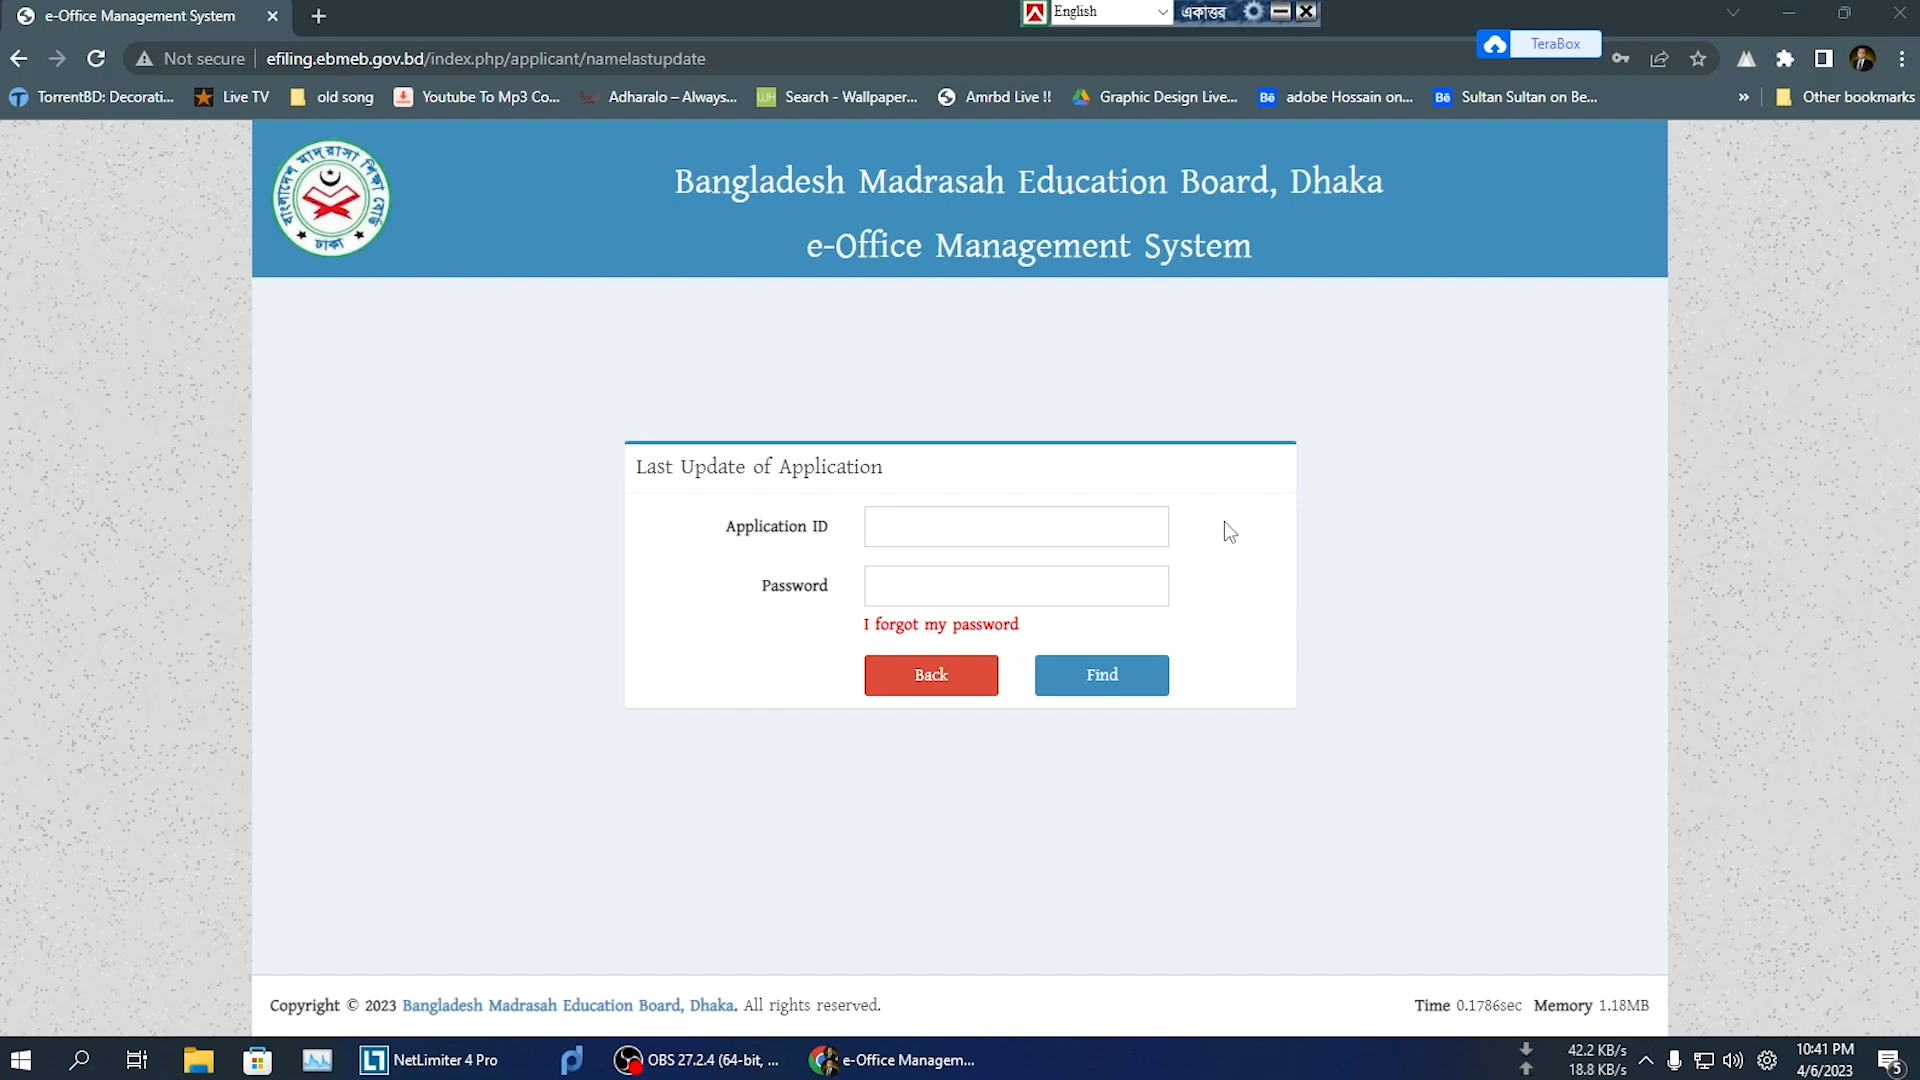 e-Office Management System
English
একাত্তর
TeraBox
Not secure
efiling.ebmeb.gov.bd/index.php/applicant/namelastupdate
TorrentBD: Decorati...
Live TV
old song
Youtube To Mp3 Co...
Adharalo – Always...
Search - Wallpaper...
Amrbd Live !!
Graphic Design Live...
Bē adobe Hossain on...
Bē Sultan Sultan on Be...
»
Other bookmarks
বাংলাদেশ মাদ্রাসা শিক্ষা বোর্ড
ঢাকা
Bangladesh Madrasah Education Board, Dhaka
e-Office Management System
Last Update of Application
Application ID
Password
I forgot my password
Back
Find
Copyright © 2023 Bangladesh Madrasah Education Board, Dhaka. All rights reserved.
Time 0.1786sec Memory 1.18MB
NetLimiter 4 Pro
OBS 27.2.4 (64-bit, ...
e-Office Managem...
42.2 KB/s
18.8 KB/s
10:41 PM
4/6/2023
5